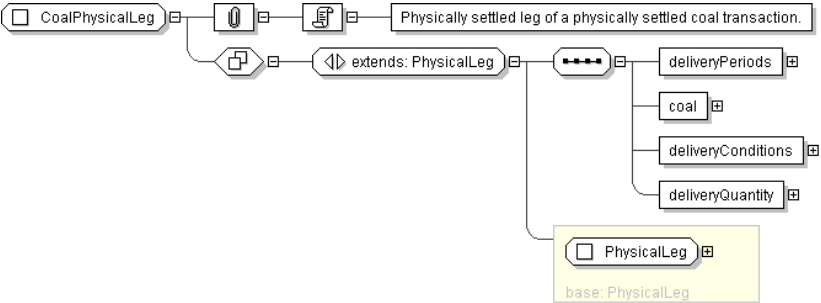 CoalPhysicalLeg
Physically settled leg of a physically settled coal transaction.
extends: PhysicalLeg
deliveryPeriods
coal
deliveryConditions
deliveryQuantity
PhysicalLeg
base: PhysicalLeg